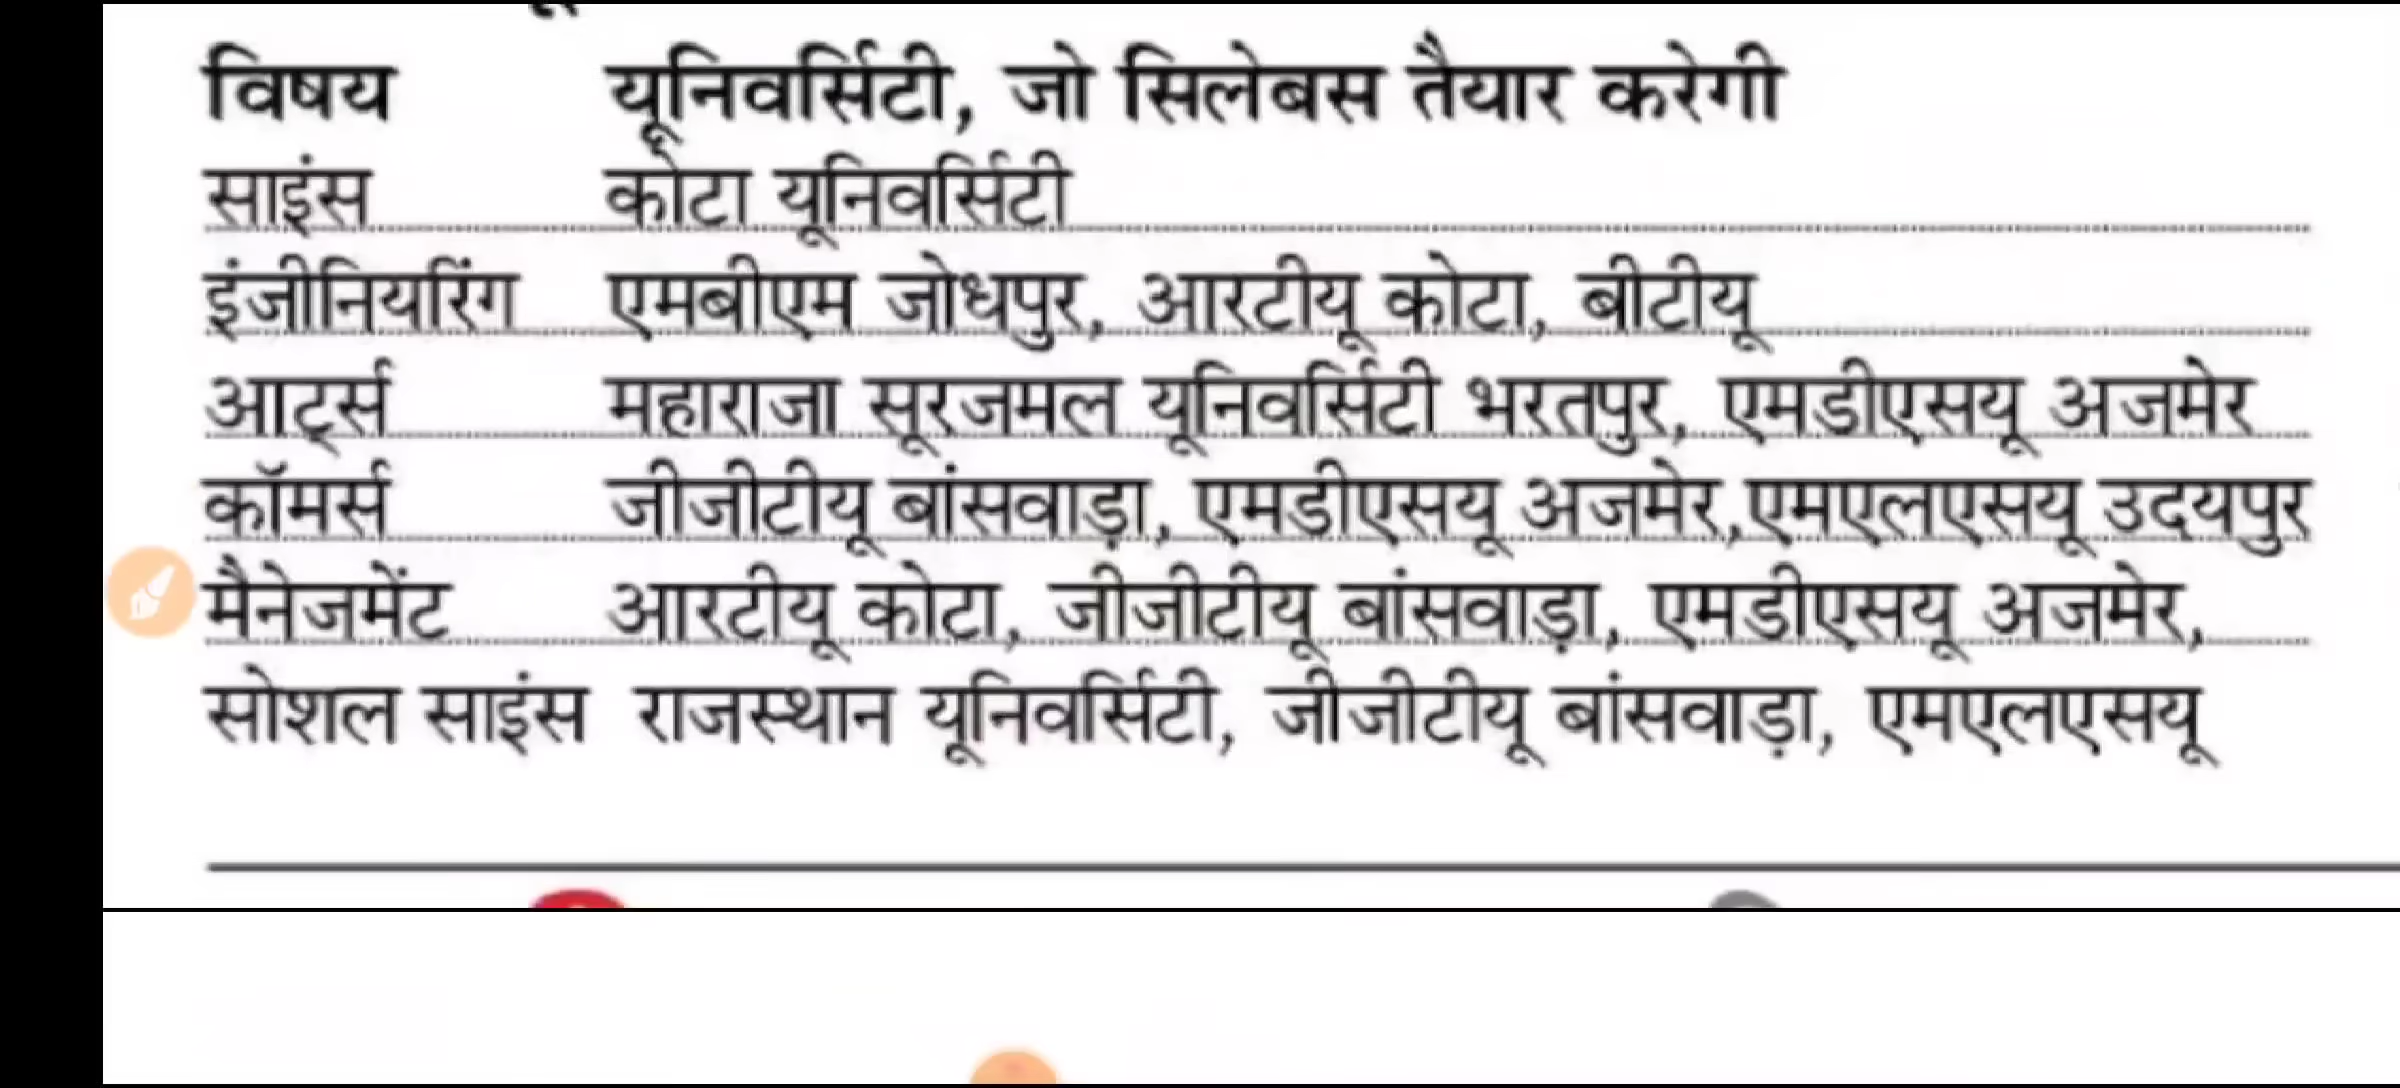 विषय यूनिवर्सिटी, जो सिलेबस तैयार करेगी
साइंस कोटा यूनिवर्सिटी
इंजीनियरिंग एमबीएम जोधपुर, आरटीयू कोटा, बीटीयू
आर्ट्स महाराजा सूरजमल यूनिवर्सिटी भरतपुर, एमडीएसयू अजमेर
कॉमर्स जीजीटीयू बांसवाड़ा, एमडीएसयू अजमेर,एमएलएसयू उदयपुर
मैनेजमेंट आरटीयू कोटा, जीजीटीयू बांसवाड़ा, एमडीएसयू अजमेर,
सोशल साइंस राजस्थान यूनिवर्सिटी, जीजीटीयू बांसवाड़ा, एमएलएसयू